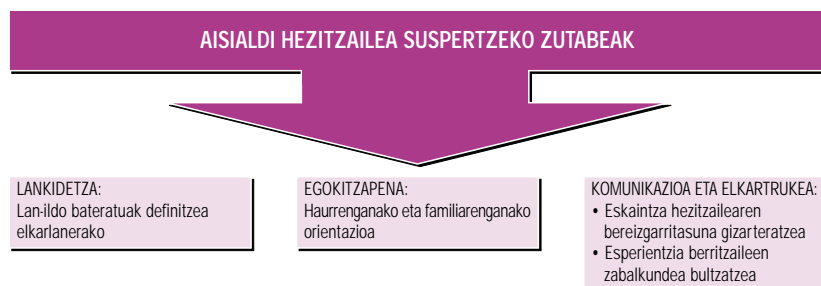 AISIALDI HEZITZAILEA SUSPERTZEKO ZUTABEAK
LANKIDETZA:
Lan-ildo bateratuak definitzea
elkarlanerako
EGOKITZAPENA:
Haurrenganako eta familiarenganako
orientazioa
KOMUNIKAZIOA ETA ELKARTRUKEA:
• Eskaintza hezitzailearen
bereizgarritasuna gizarteratzea
• Esperientzia berritzaileen
zabalkundea bultzatzea